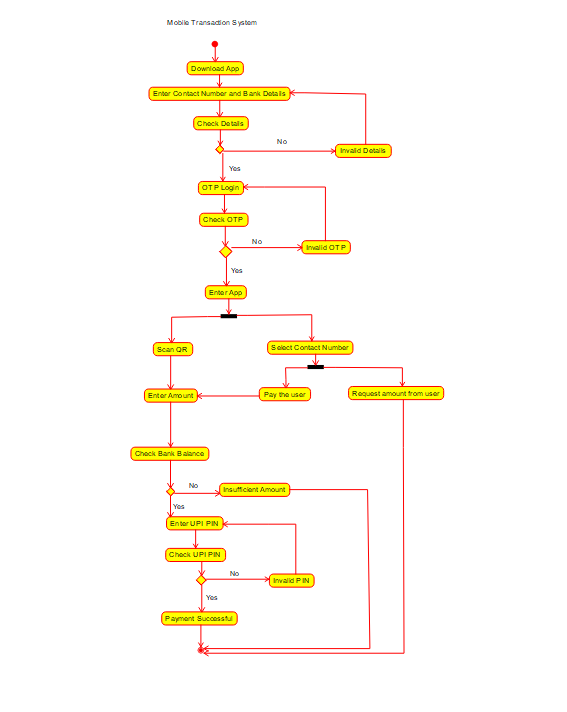 Mobile Transaction System
Download App
Enter Contact Number and Bank Details
Check Details
No
Invalid Details
Yes
OTP Login
Check OTP
No
Invalid OTP
Yes
Enter App
Scan QR
Select Contact Number
Enter Amount
Pay the user
Request amount from user
Check Bank Balance
No
Insufficient Amount
Yes
Enter UPI PIN
Check UPI PIN
No
Invalid PIN
Yes
Payment Successful